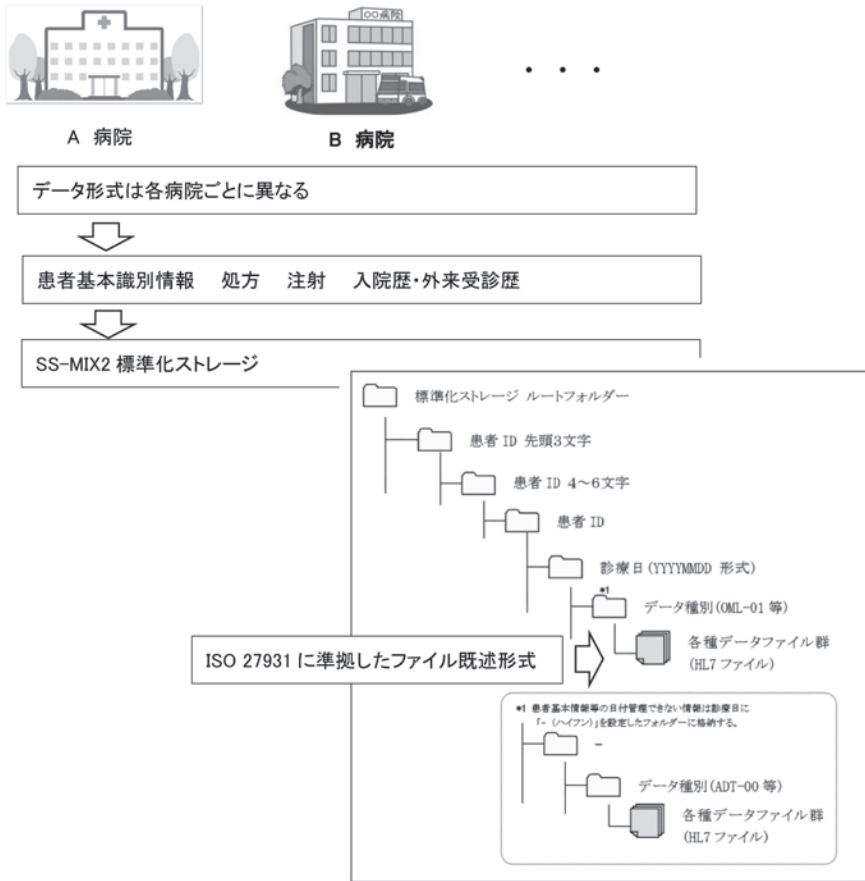 〇〇病院
. . .
A 病院
B 病院
データ形式は各病院ごとに異なる
患者基本識別情報 処方 注射 入院歴・外来受診歴
SS-MIX2 標準化ストレージ
標準化ストレージ ルートフォルダー
患者 ID 先頭3文字
患者 ID 4～6文字
患者 ID
診療日(YYYYMMDD 形式)
*1
データ種別(OML-01 等)
各種データファイル群
(HL7 ファイル)
ISO 27931 に準拠したファイル既述形式
*1 患者基本情報等の日付管理できない情報は診療日に
「-（ハイフン）」を設定したフォルダーに格納する。
-
データ種別(ADT-00 等)
各種データファイル群
(HL7 ファイル)